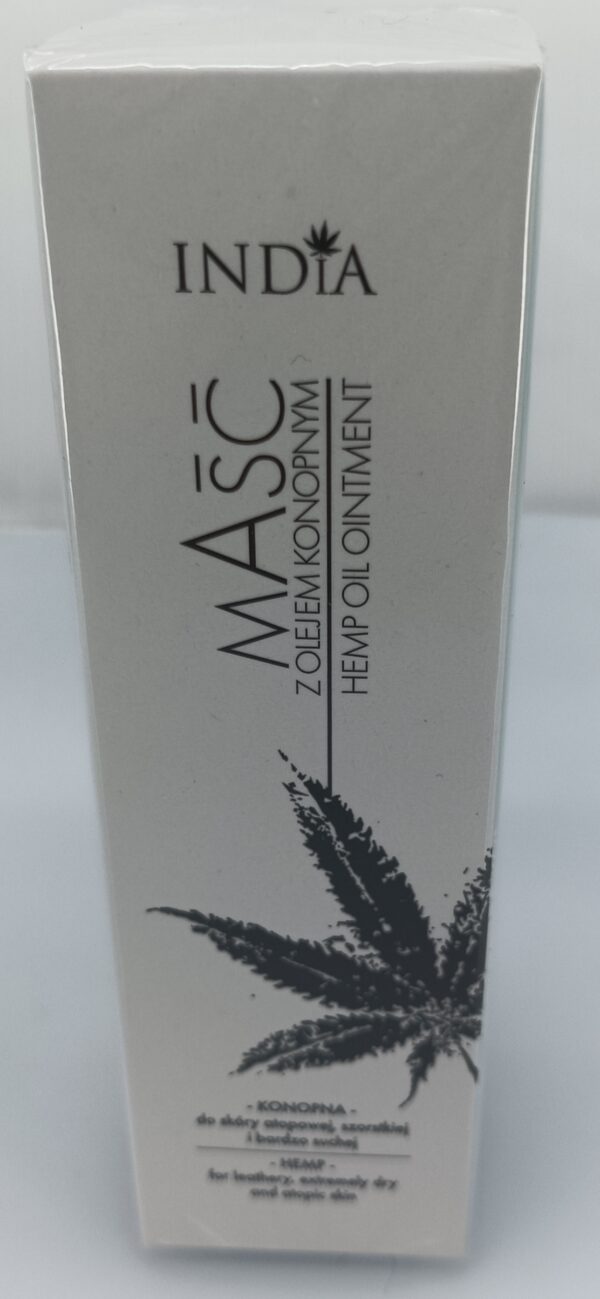 INDIA
MAŚĆ
Z OLEJEM KONOPNYM
HEMP OIL OINTMENT
- KONOPNA -
do skóry atopowej, szorstkiej
i bardzo suchej
- HEMP -
for leathery, extremely dry
and atopic skin